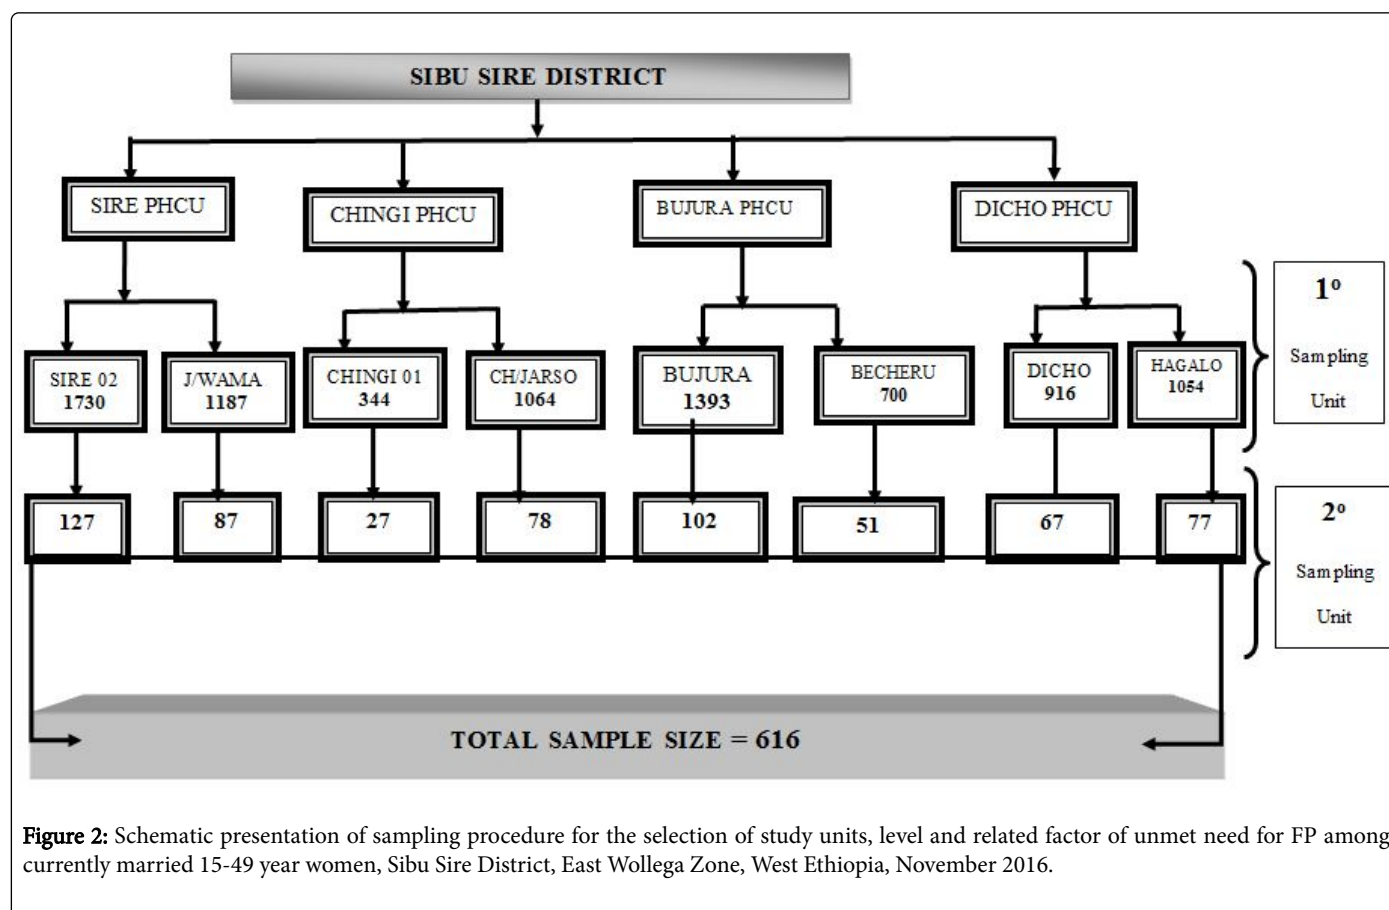 SIBU SIRE DISTRICT
SIRE PHCU
CHINGI PHCU
BUJURA PHCU
DICHO PHCU
SIRE 02
1730
J/WAMA
1187
CHINGI 01
344
CH/JARSO
1064
BUJURA
1393
BECHERU
700
DICHO
916
HAGALO
1054
1º
Sampling
Unit
127
87
27
78
102
51
67
77
2º
Sampling
Unit
TOTAL SAMPLE SIZE = 616
Figure 2: Schematic presentation of sampling procedure for the selection of study units, level and related factor of unmet need for FP among
currently married 15-49 year women, Sibu Sire District, East Wollega Zone, West Ethiopia, November 2016.